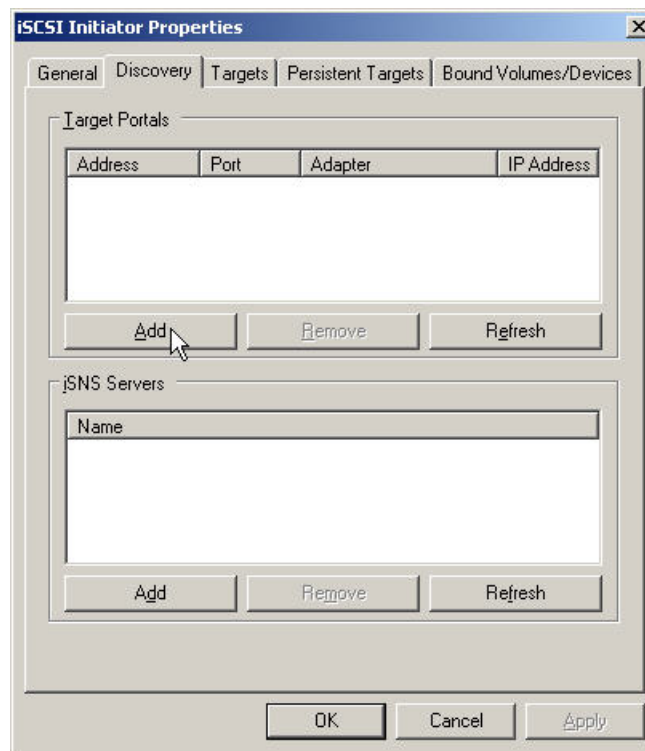 iSCSI Initiator Properties
General Discovery Targets Persistent Targets Bound Volumes/Devices
Target Portals
Address Port Adapter IP Address
Add Remove Refresh
iSNS Servers
Name
Add Remove Refresh
OK Cancel Apply